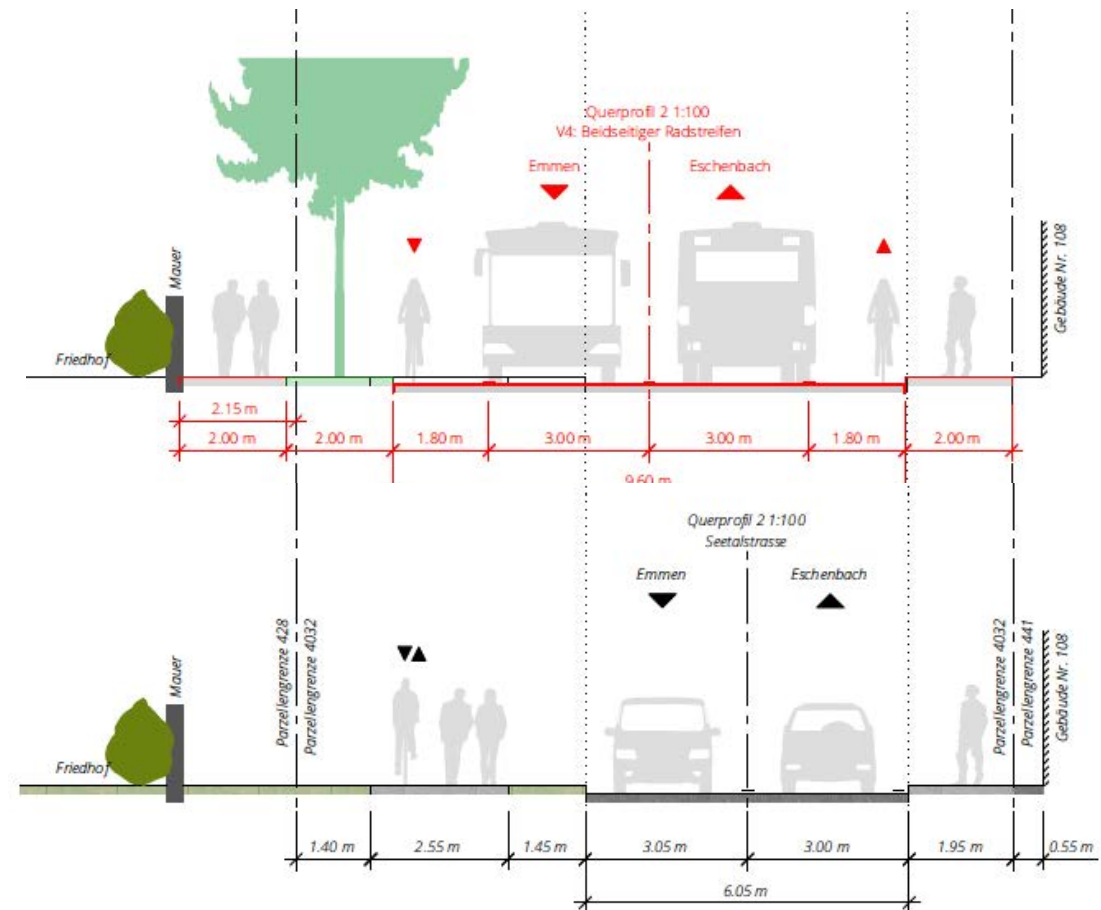 Querprofil 2 1:100
V4: Beidseitiger Radstreifen
Emmen
Eschenbach
Mauer
Gebäude Nr. 108
Friedhof
2.15 m
2.00 m
2.00 m
1.80 m
3.00 m
3.00 m
1.80 m
2.00 m
9.60 m
Querprofil 2 1:100
Seetalstrasse
Emmen
Eschenbach
Mauer
Parzellengrenze 428
Parzellengrenze 4032
Parzellengrenze 4032
Parzellengrenze 441
Gebäude Nr. 108
Friedhof
1.40 m
2.55 m
1.45 m
3.05 m
3.00 m
1.95 m
0.55 m
6.05 m